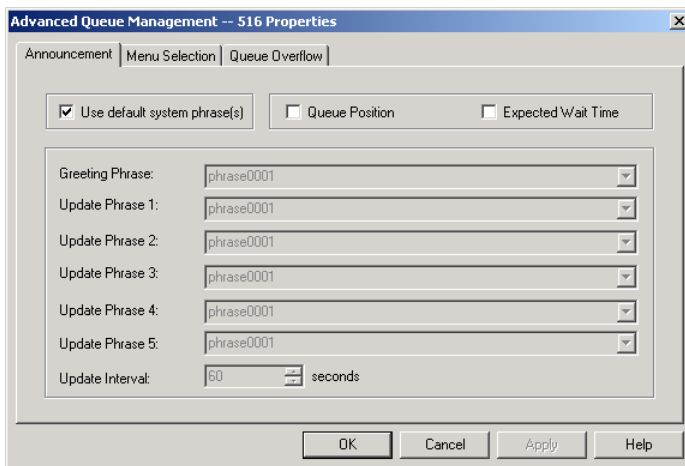 Advanced Queue Management -- 516 Properties
Announcement Menu Selection Queue Overflow
Use default system phrase(s) Queue Position Expected Wait Time
Greeting Phrase: phrase0001
Update Phrase 1: phrase0001
Update Phrase 2: phrase0001
Update Phrase 3: phrase0001
Update Phrase 4: phrase0001
Update Phrase 5: phrase0001
Update Interval: 60 seconds
OK Cancel Apply Help